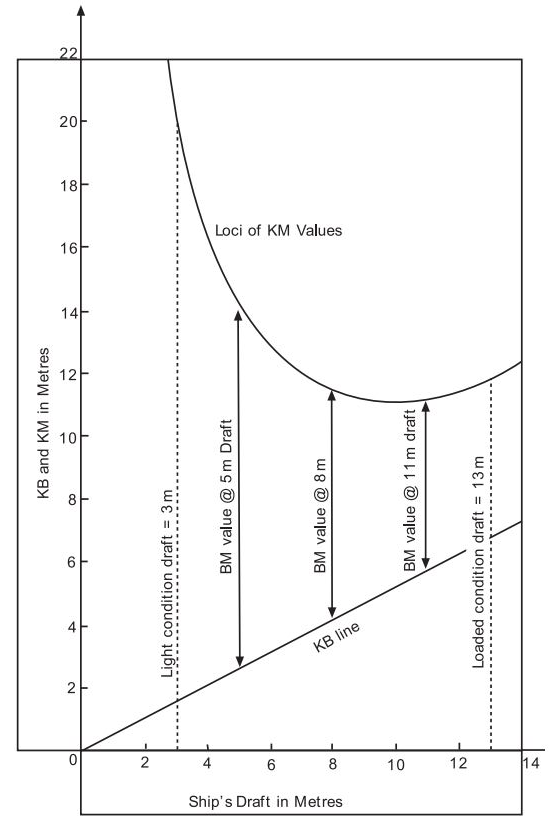 22
20
18
16
14
12
10
8
6
4
2
0
KB and KM in Metres
Loci of KM Values
Light condition draft = 3 m
BM value @ 5 m Draft
BM value @ 8 m
BM value @ 11 m draft
Loaded condition draft = 13 m
KB line
2
4
6
8
10
12
14
Ship's Draft in Metres